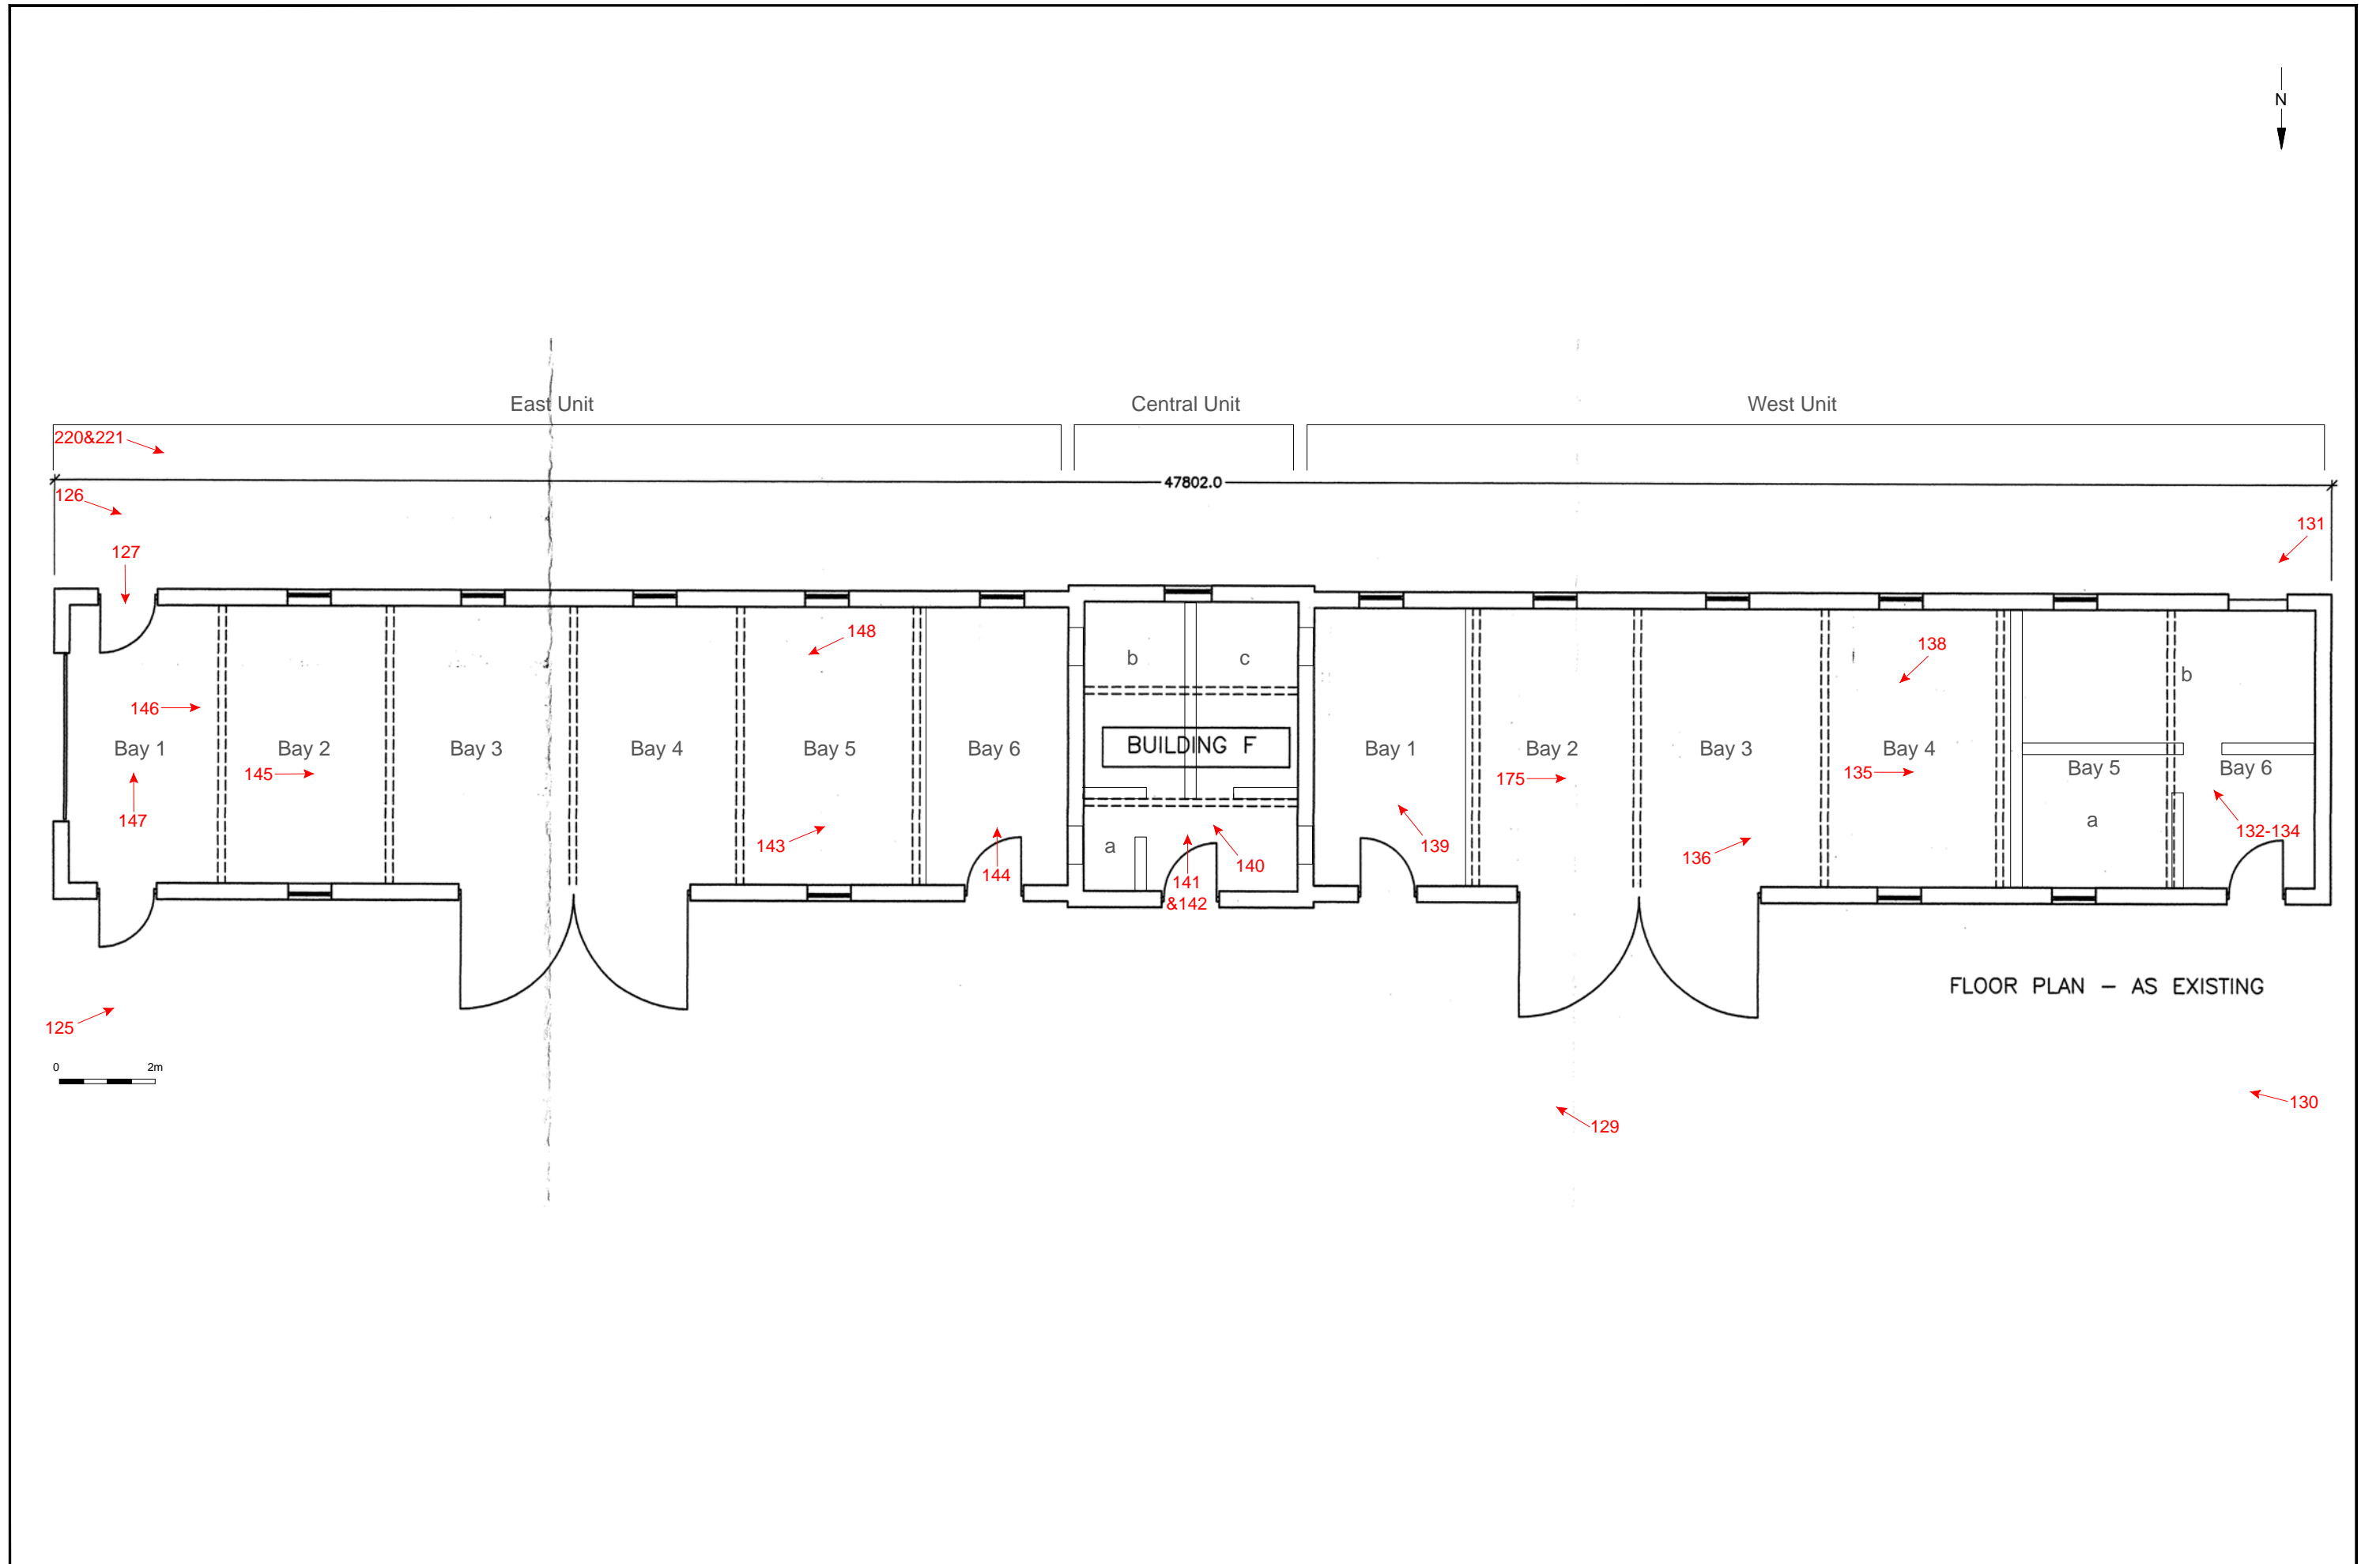 N
East Unit
Central Unit
West Unit
220&221
47802.0
126
131
127
148
138
b
c
b
146
Bay 1
Bay 2
Bay 3
Bay 4
Bay 5
Bay 6
BUILDING F
Bay 1
Bay 2
Bay 3
Bay 4
Bay 5
Bay 6
145
175
135
147
143
a
139
136
a
132-134
144
141
&142
140
FLOOR PLAN – AS EXISTING
125
0
2m
129
130